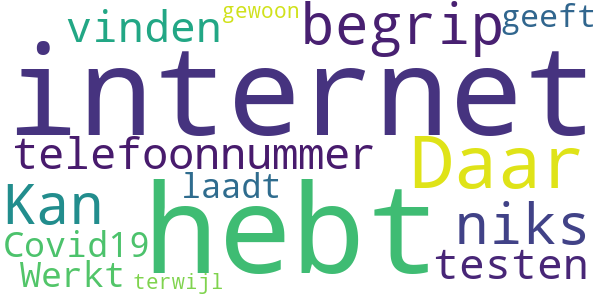 gewoon
vinden
begrip
geeft
internet
telefoonnummer
Daar
laadt
Kan
hebt
niks
Covid19
testen
Werkt
terwijl